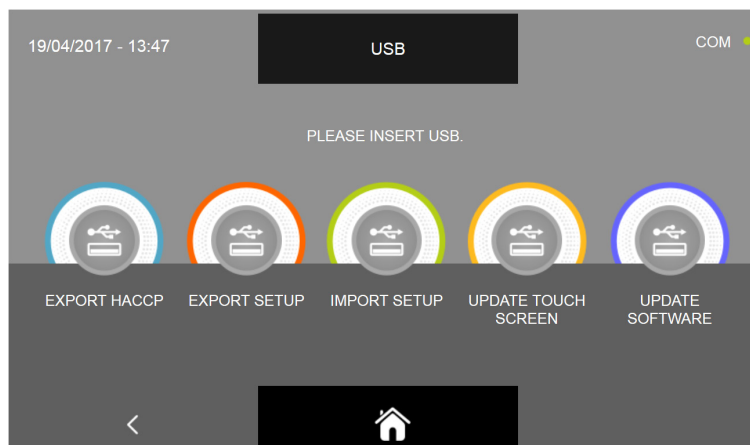 19/04/2017 - 13:47
USB
COM
PLEASE INSERT USB.
EXPORT HACCP
EXPORT SETUP
IMPORT SETUP
UPDATE TOUCH
SCREEN
UPDATE
SOFTWARE